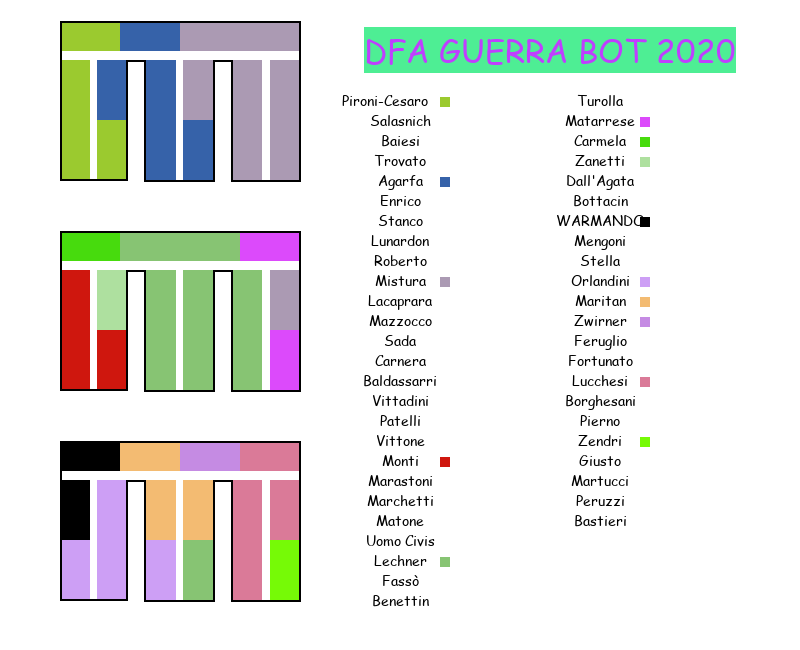 DFA GUERRA BOT 2020
Pironi-Cesaro
Salasnich
Baiesi
Trovato
Agarfa
Enrico
Stanco
Lunardon
Roberto
Mistura
Lacaprara
Mazzocco
Sada
Carnera
Baldassarri
Vittadini
Patelli
Vittone
Monti
Marastoni
Marchetti
Matone
Uomo Civis
Lechner
Fassò
Benettin
Turolla
Matarrese
Carmela
Zanetti
Dall'Agata
Bottacin
WARMANDO
Mengoni
Stella
Orlandini
Maritan
Zwirner
Feruglio
Fortunato
Lucchesi
Borghesani
Pierno
Zendri
Giusto
Martucci
Peruzzi
Bastieri